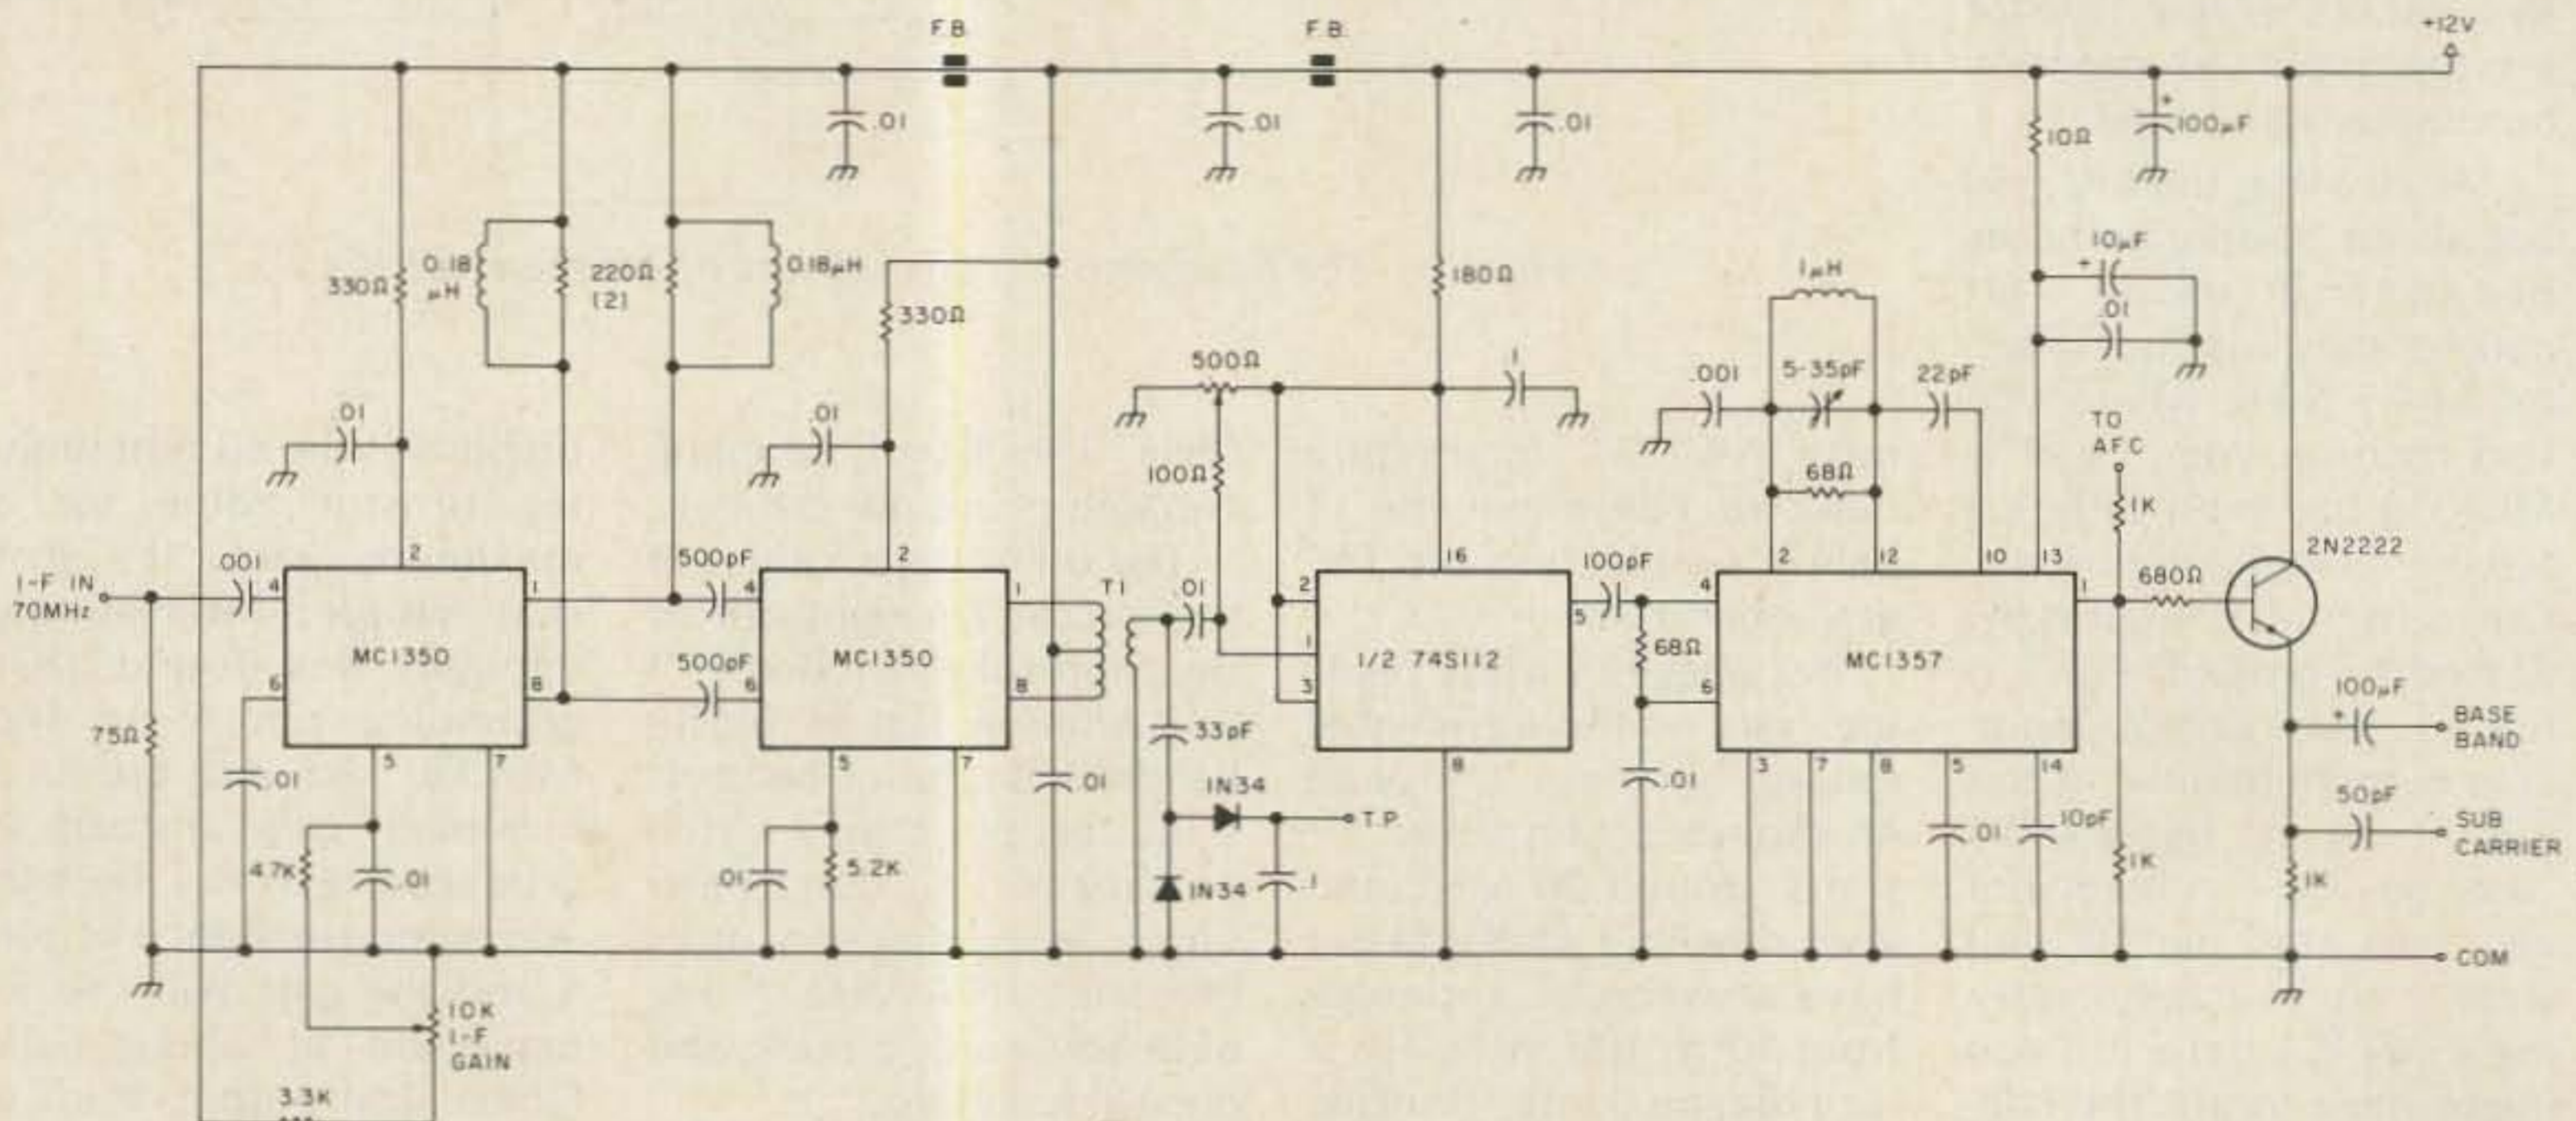 F.B.
F.B.
+12V
.01
.01
.01
10Ω
+
100µF
330Ω
0.18
µH
220Ω
(2)
0.18µH
330Ω
180Ω
1µH
10µF
+
.01
500Ω
.1
.001
5-35pF
22pF
TO
AFC
.01
.01
100Ω
68Ω
1K
I-F IN
70MHz
.001
4
2
1
500pF
4
2
1
T1
.01
2
16
100pF
4
2
12
10
13
1
680Ω
2N2222
MC1350
MC1350
1
1/2 74S112
5
68Ω
MC1357
75Ω
6
8
500pF
6
8
3
6
100µF
+
BASE
BAND
.01
5
7
5
7
.01
33pF
1N34
T.P.
8
.01
3
7
8
5
14
50pF
SUB
CARRIER
4.7K
.01
.01
5.2K
1N34
.1
.01
10pF
1K
1K
COM
10K
I-F
GAIN
3.3K